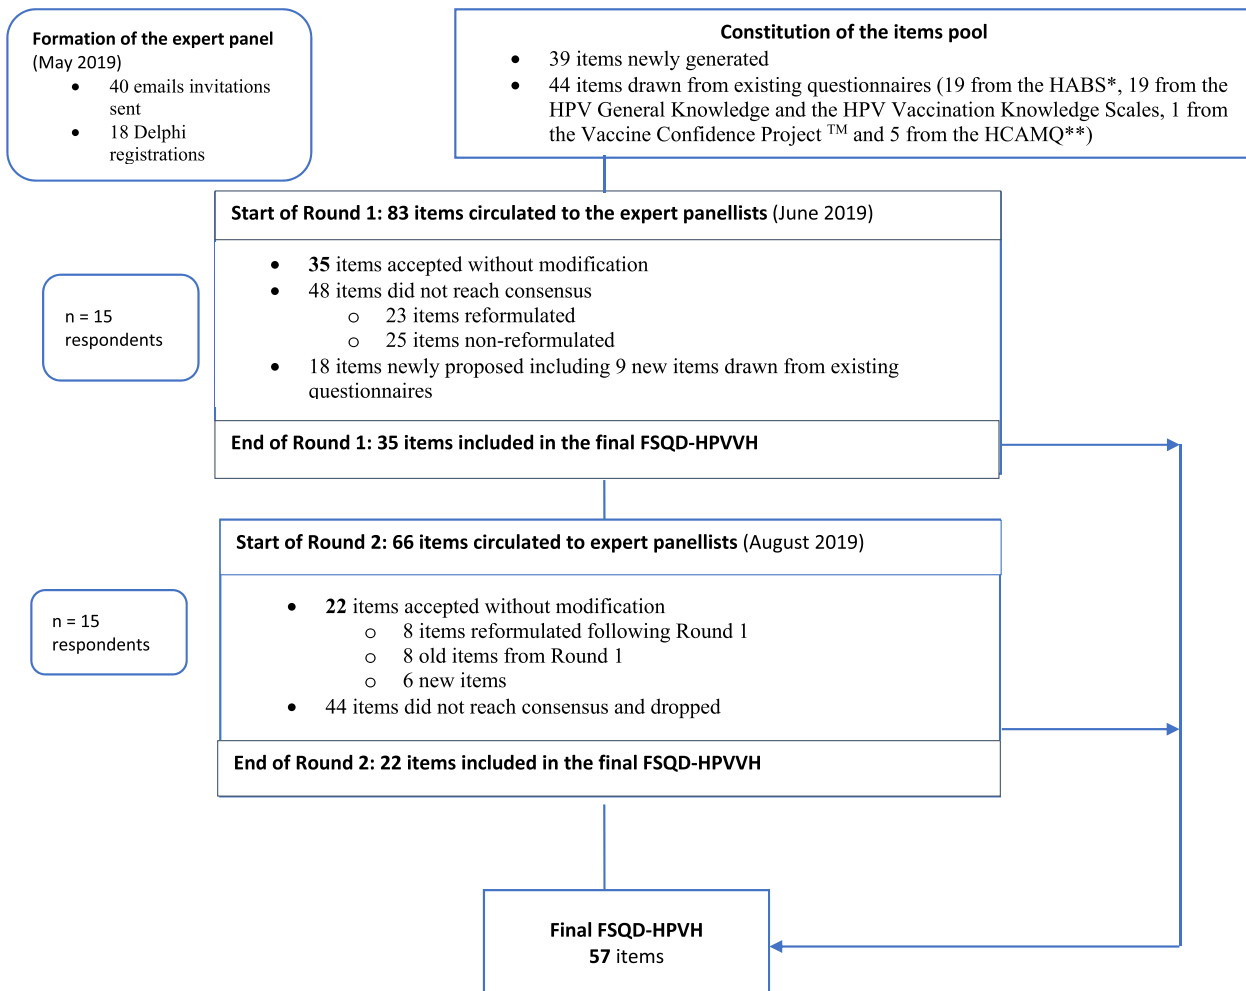 Formation of the expert panel
(May 2019)
• 40 emails invitations
sent
• 18 Delphi
registrations
Constitution of the items pool
• 39 items newly generated
• 44 items drawn from existing questionnaires (19 from the HABS*, 19 from the
HPV General Knowledge and the HPV Vaccination Knowledge Scales, 1 from
the Vaccine Confidence Project TM and 5 from the HCAMQ**)
Start of Round 1: 83 items circulated to the expert panellists (June 2019)
• 35 items accepted without modification
• 48 items did not reach consensus
o 23 items reformulated
o 25 items non-reformulated
• 18 items newly proposed including 9 new items drawn from existing
questionnaires
n = 15
respondents
End of Round 1: 35 items included in the final FSQD-HPVVH
Start of Round 2: 66 items circulated to expert panellists (August 2019)
• 22 items accepted without modification
o 8 items reformulated following Round 1
o 8 old items from Round 1
o 6 new items
• 44 items did not reach consensus and dropped
n = 15
respondents
End of Round 2: 22 items included in the final FSQD-HPVVH
Final FSQD-HPVH
57 items